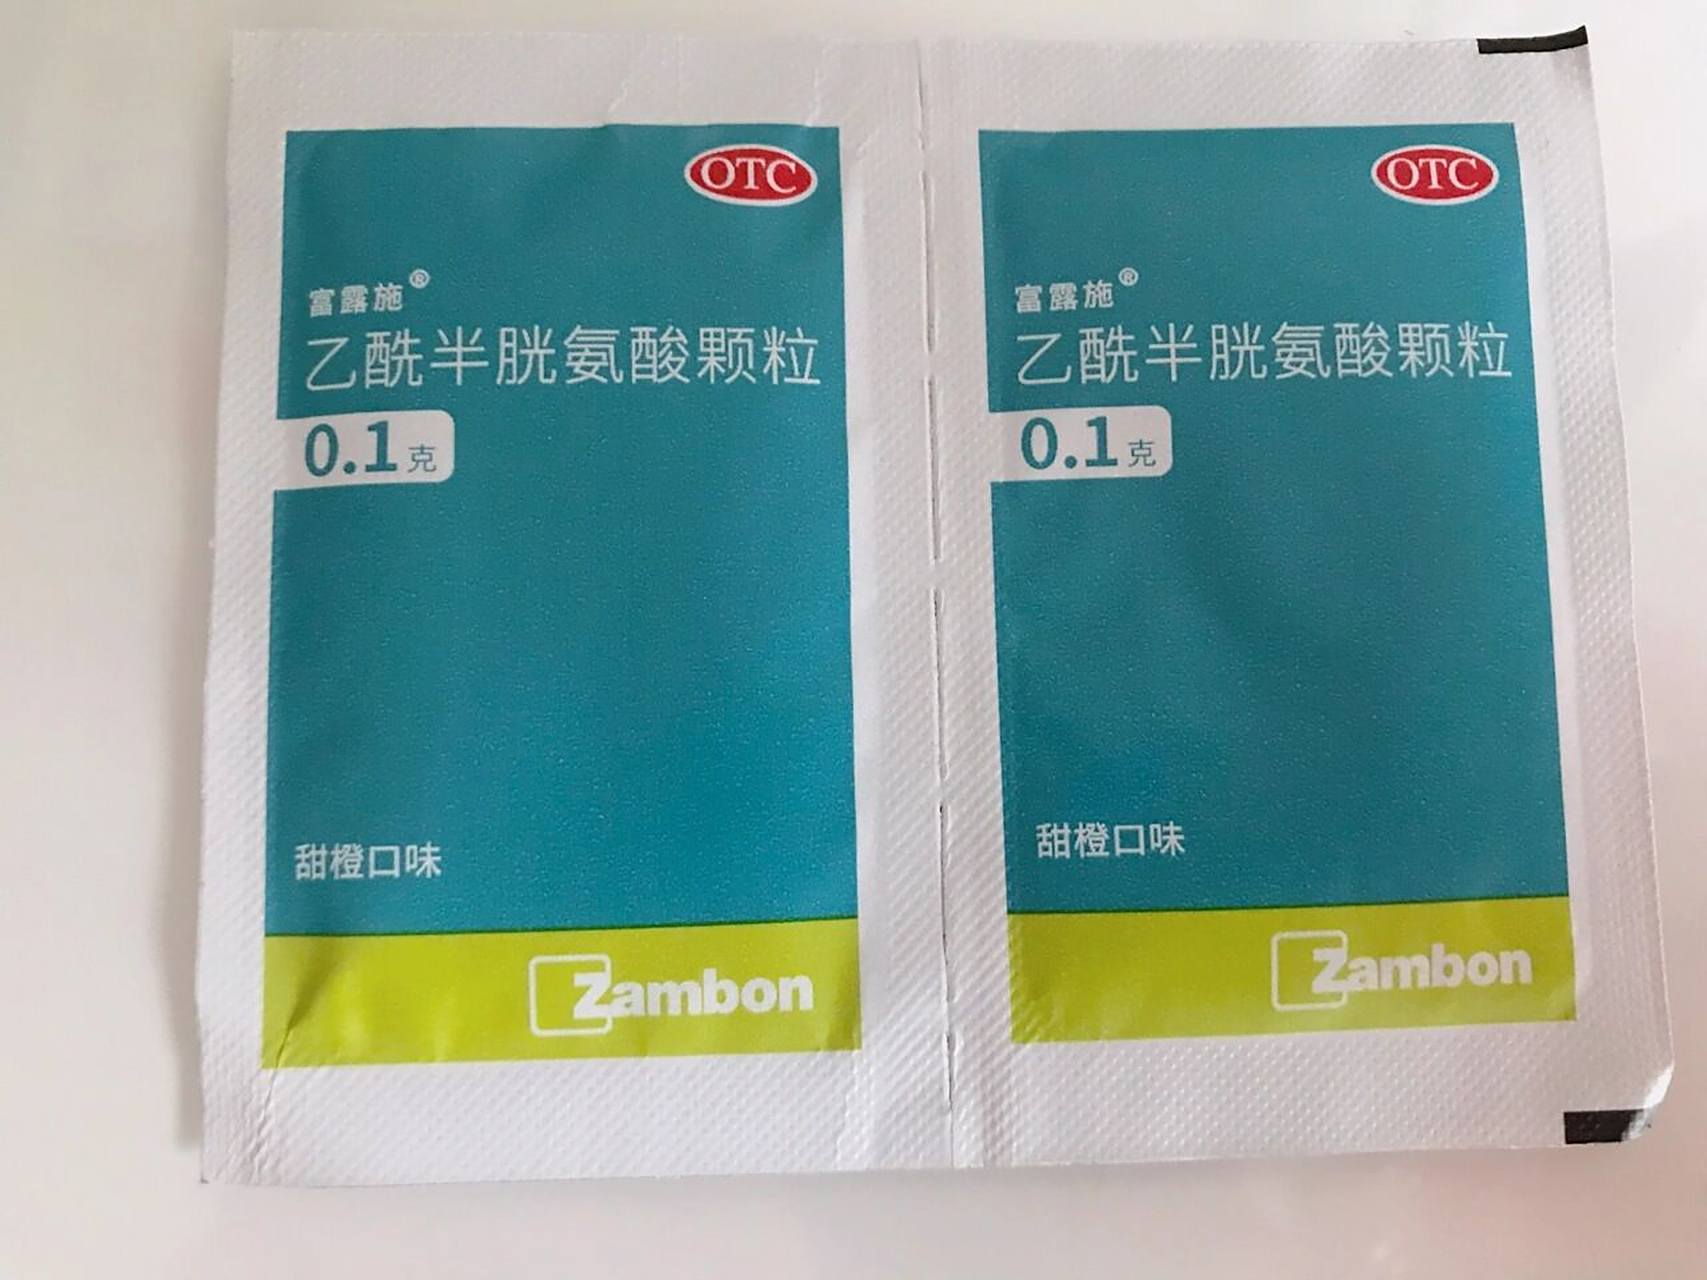 OTC
富露施®
乙酰半胱氨酸颗粒
0.1克
甜橙口味
Zambon
OTC
富露施®
乙酰半胱氨酸颗粒
0.1克
甜橙口味
Zambon